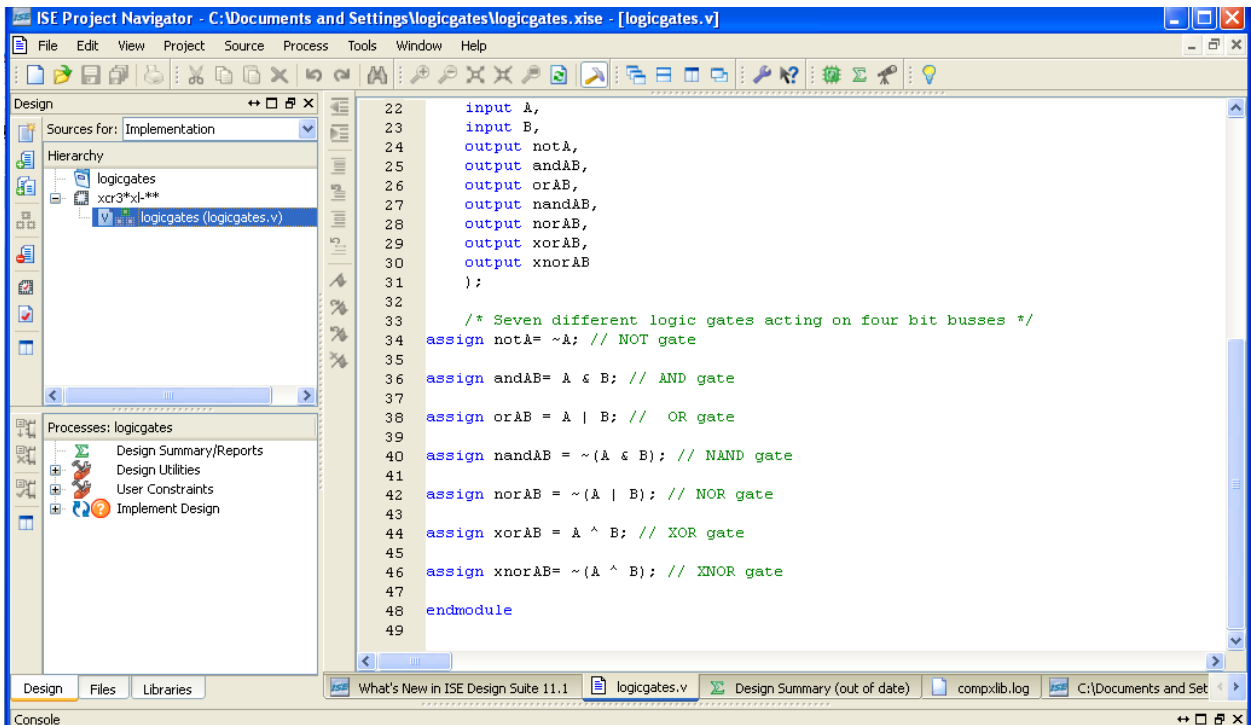 ISE Project Navigator - C:\Documents and Settings\logicgates\logicgates.xise - [logicgates.v]
File Edit View Project Source Process Tools Window Help
Design
Sources for: Implementation
Hierarchy
logicgates
xcr3*xl-**
logicgates (logicgates.v)
Processes: logicgates
Design Summary/Reports
Design Utilities
User Constraints
Implement Design
Design Files Libraries
22 input A,
23 input B,
24 output notA,
25 output andAB,
26 output orAB,
27 output nandAB,
28 output norAB,
29 output xorAB,
30 output xnorAB
31 );
32
33 /* Seven different logic gates acting on four bit busses */
34 assign notA= ~A; // NOT gate
35
36 assign andAB= A & B; // AND gate
37
38 assign orAB = A | B; // OR gate
39
40 assign nandAB = ~(A & B); // NAND gate
41
42 assign norAB = ~(A | B); // NOR gate
43
44 assign xorAB = A ^ B; // XOR gate
45
46 assign xnorAB= ~(A ^ B); // XNOR gate
47
48 endmodule
49
What's New in ISE Design Suite 11.1 logicgates.v Design Summary (out of date) compxlib.log C:\Documents and Set
Console